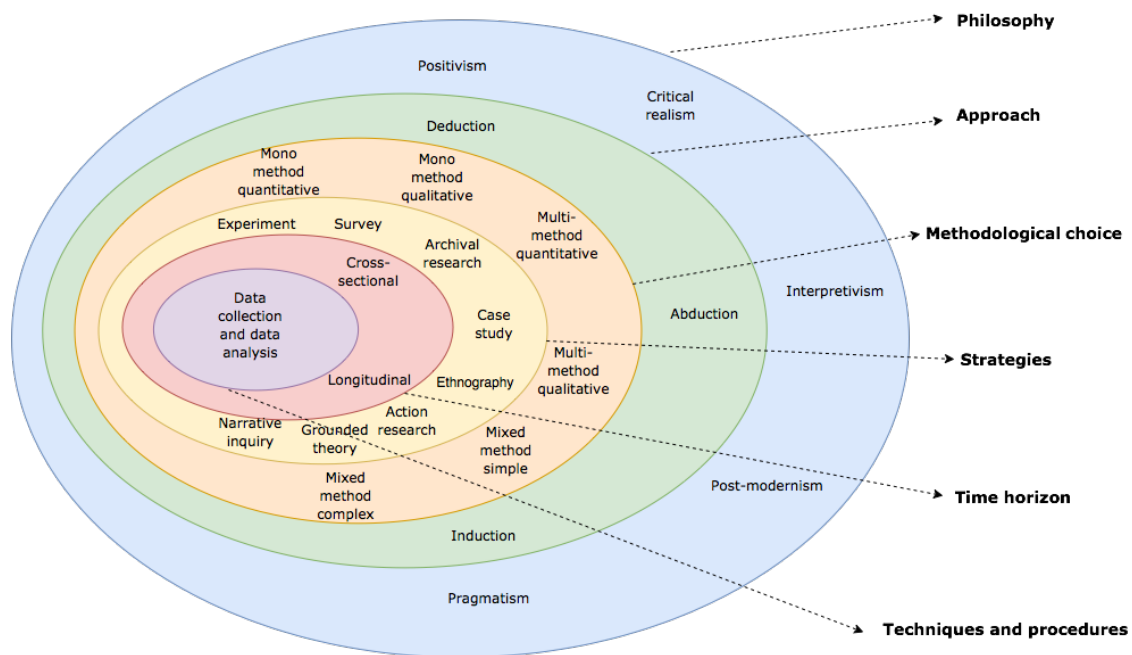 Philosophy
Positivism
Critical
realism
Approach
Deduction
Mono
method
quantitative
Mono
method
qualitative
Multi-
method
quantitative
Methodological choice
Experiment
Survey
Archival
research
Cross-
sectional
Interpretivism
Data
collection
and data
analysis
Case
study
Abduction
Strategies
Multi-
method
qualitative
Longitudinal
Ethnography
Narrative
inquiry
Grounded
theory
Action
research
Mixed
method
simple
Mixed
method
complex
Post-modernism
Time horizon
Induction
Pragmatism
Techniques and procedures